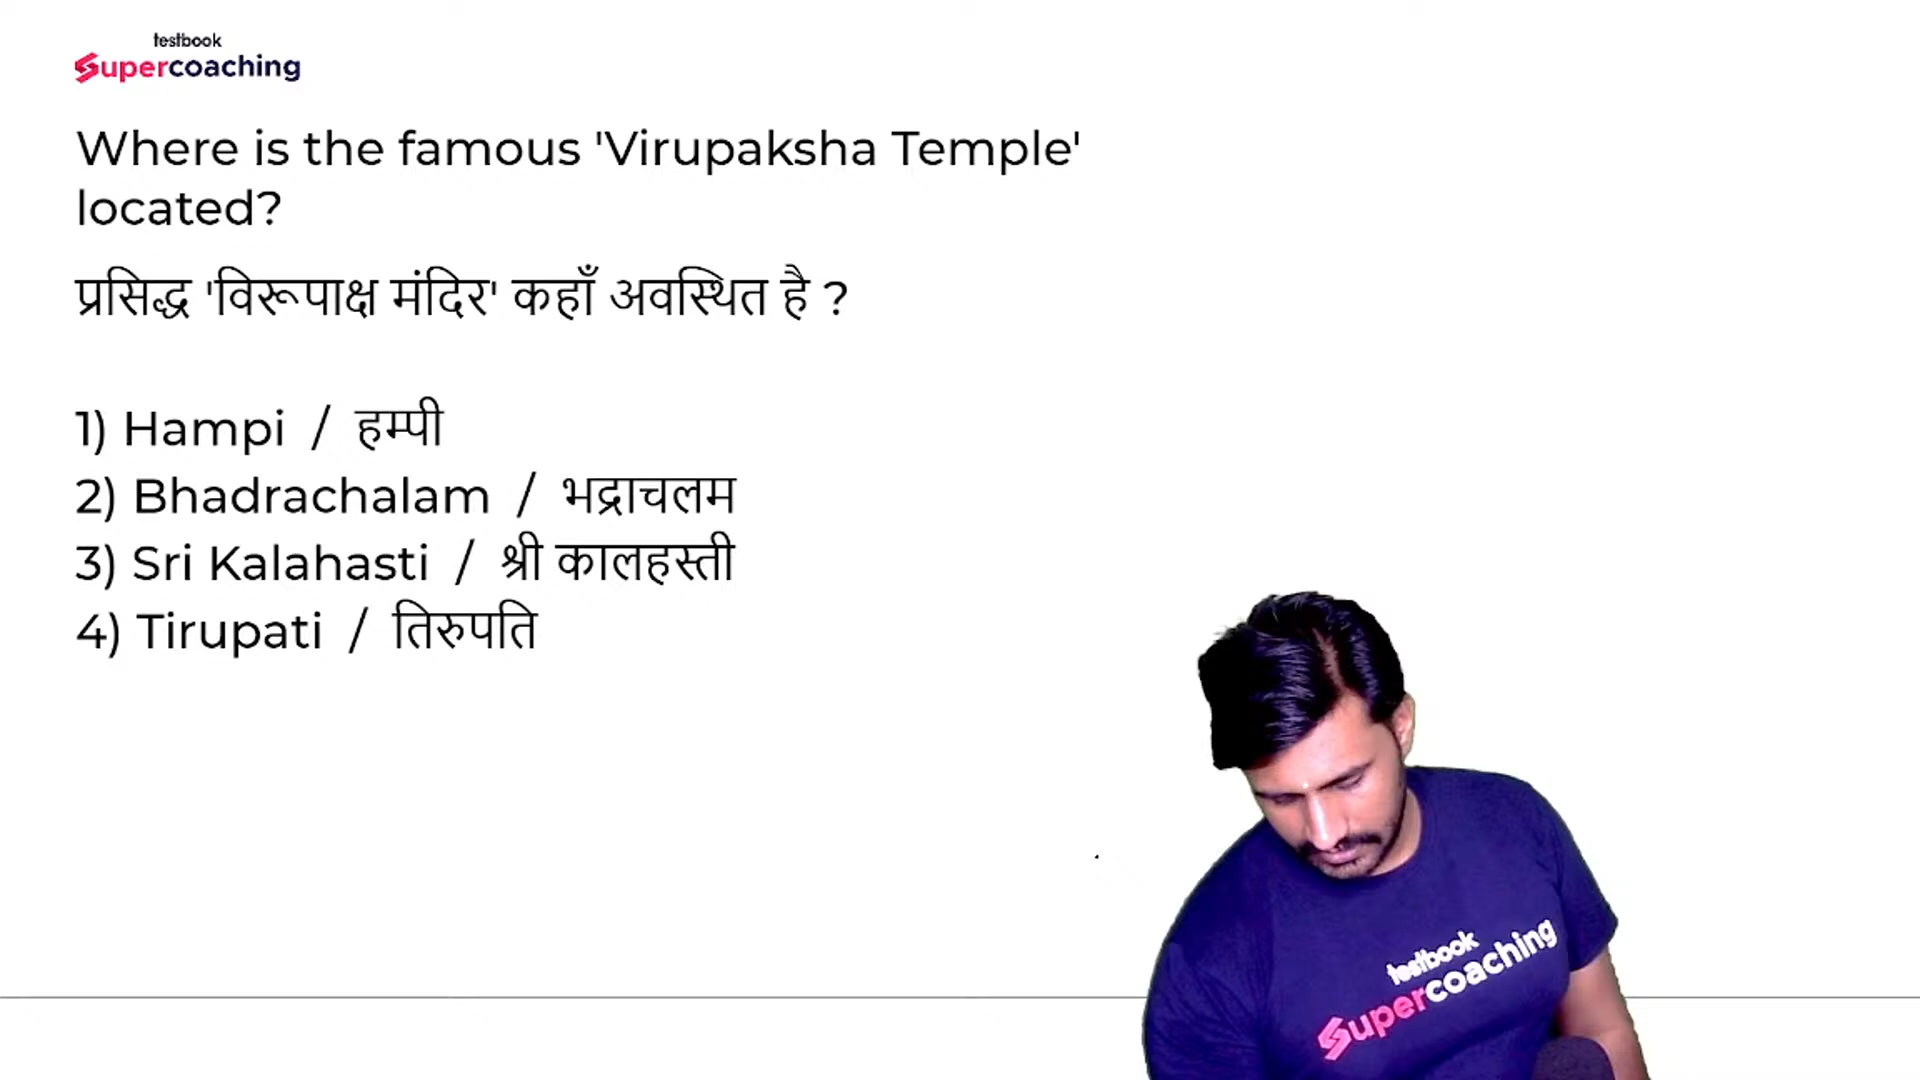 testbook
Supercoaching
Where is the famous 'Virupaksha Temple'
located?
प्रसिद्ध 'विरूपाक्ष मंदिर' कहाँ अवस्थित है ?
1) Hampi / हम्पी
2) Bhadrachalam / भद्राचलम
3) Sri Kalahasti / श्री कालहस्ती
4) Tirupati / तिरुपति
testbook
Supercoaching